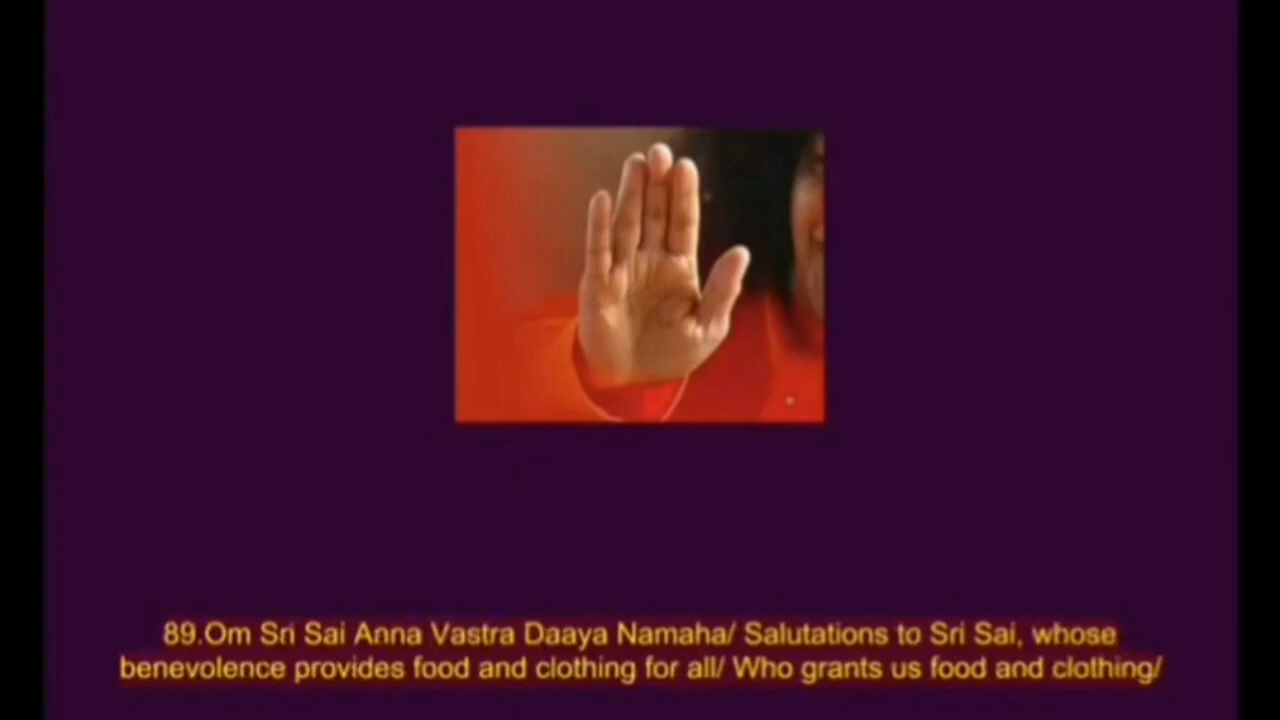 89.Om Sri Sai Anna Vastra Daaya Namaha/ Salutations to Sri Sai, whose
benevolence provides food and clothing for all/ Who grants us food and clothing/